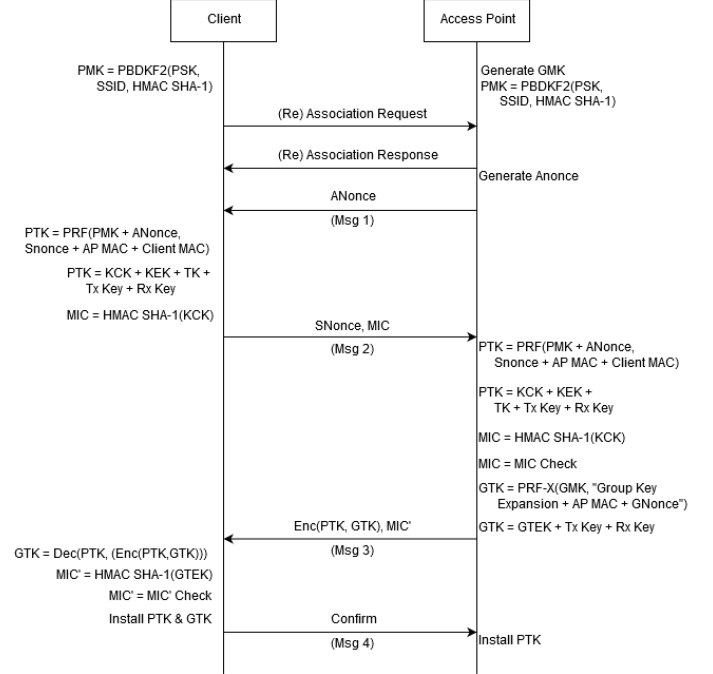 Client
Access Point
PMK = PBDKF2(PSK,
SSID, HMAC SHA-1)
Generate GMK
PMK = PBDKF2(PSK,
SSID, HMAC SHA-1)
(Re) Association Request
(Re) Association Response
Generate Anonce
ANonce
(Msg 1)
PTK = PRF(PMK + ANonce,
Snonce + AP MAC + Client MAC)
PTK = KCK + KEK + TK +
Tx Key + Rx Key
MIC = HMAC SHA-1(KCK)
SNonce, MIC
(Msg 2)
PTK = PRF(PMK + ANonce,
Snonce + AP MAC + Client MAC)
PTK = KCK + KEK +
TK + Tx Key + Rx Key
MIC = HMAC SHA-1(KCK)
MIC = MIC Check
GTK = PRF-X(GMK, "Group Key
Expansion + AP MAC + GNonce")
GTK = GTEK + Tx Key + Rx Key
Enc(PTK, GTK), MIC'
(Msg 3)
GTK = Dec(PTK, (Enc(PTK,GTK)))
MIC' = HMAC SHA-1(GTEK)
MIC' = MIC' Check
Install PTK & GTK
Confirm
(Msg 4)
Install PTK